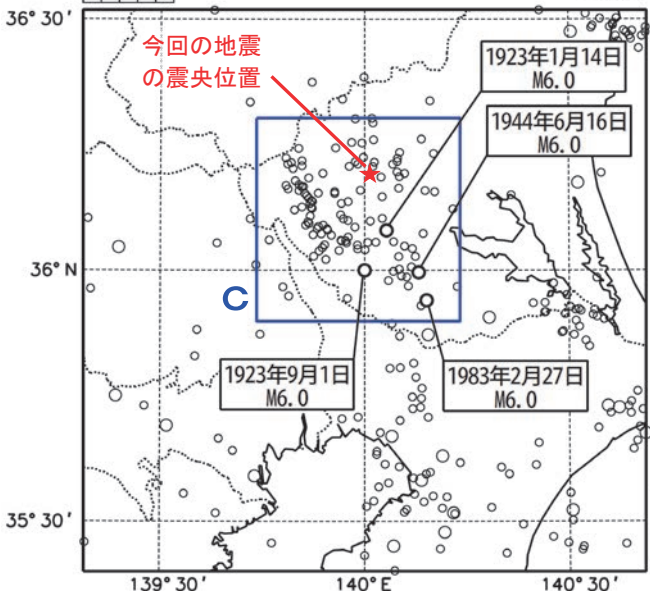 36°30′
今回の地震
の震央位置
1923年1月14日
M6.0
1944年6月16日
M6.0
36°N
C
1923年9月1日
M6.0
1983年2月27日
M6.0
35°30′
139°30′
140°E
140°30′